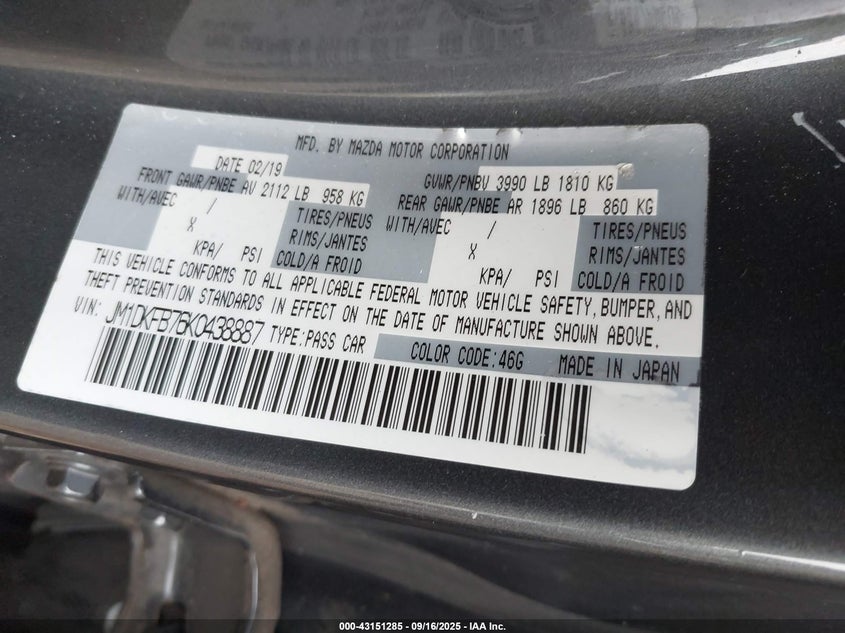 MFD. BY MAZDA MOTOR CORPORATION
DATE 02/19 GVWR/PNBV 3990 LB 1810 KG
FRONT GAWR/PNBE AV 2112 LB 958 KG REAR GAWR/PNBE AR 1896 LB 860 KG
WITH/AVEC / TIRES/PNEUS WITH/AVEC / TIRES/PNEUS
X RIMS/JANTES X RIMS/JANTES
KPA/ PSI COLD/A FROID KPA/ PSI COLD/A FROID
THIS VEHICLE CONFORMS TO ALL APPLICABLE FEDERAL MOTOR VEHICLE SAFETY, BUMPER, AND
THEFT PREVENTION STANDARDS IN EFFECT ON THE DATE OF MANUFACTURE SHOWN ABOVE.
VIN: JM1DKFB76K0438887 TYPE:PASS CAR COLOR CODE:46G MADE IN JAPAN
000-43151285 - 09/16/2025 - IAA Inc.